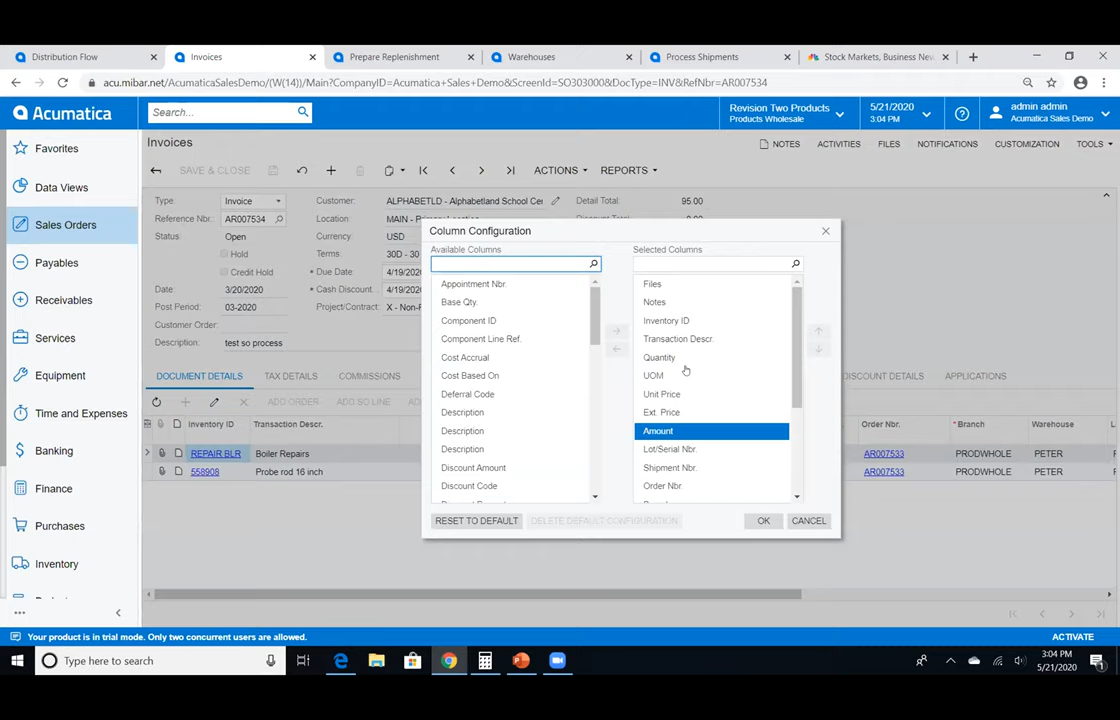 Distribution Flow
Invoices
Prepare Replenishment
Warehouses
Process Shipments
Stock Markets, Business New
acu.mibar.net/AcumaticaSalesDemo/(W(14))/Main?CompanyID=Acumatica+Sales+Demo&ScreenId=SO303000&DocType=INV&RefNbr=AR007534
Acumatica
Search...
Revision Two Products
Products Wholesale
5/21/2020
3:04 PM
admin admin
Acumatica Sales Demo
Favorites
Data Views
Sales Orders
Payables
Receivables
Services
Equipment
Time and Expenses
Banking
Finance
Purchases
Inventory
Invoices
NOTES
ACTIVITIES
FILES
NOTIFICATIONS
CUSTOMIZATION
TOOLS
SAVE & CLOSE
ACTIONS
REPORTS
Type: Invoice
Customer: ALPHABETLD - Alphabetland School Cen
Detail Total: 95.00
Reference Nbr.: AR007534
Location: MAIN - Primary Location
Status: Open
Currency: USD
Hold
Terms: 30D - 30
Credit Hold
* Due Date: 4/19/202
Date: 3/20/2020
* Cash Discount 4/19/202
Post Period: 03-2020
Project/Contract: X - Non-F
Customer Order:
Description: test so process
DOCUMENT DETAILS
TAX DETAILS
COMMISSIONS
DISCOUNT DETAILS
APPLICATIONS
ADD ORDER
ADD SO LINE
Inventory ID
Transaction Descr.
Order Nbr.
*Branch
Warehouse
REPAIR BLR
Boiler Repairs
AR007533
PRODWHOLE
PETER
558908
Probe rod 16 inch
AR007533
PRODWHOLE
PETER
Column Configuration
Available Columns
Appointment Nbr.
Base Qty.
Component ID
Component Line Ref.
Cost Accrual
Cost Based On
Deferral Code
Description
Description
Description
Discount Amount
Discount Code
Selected Columns
Files
Notes
Inventory ID
Transaction Descr.
Quantity
UOM
Unit Price
Ext. Price
Amount
Lot/Serial Nbr.
Shipment Nbr.
Order Nbr.
RESET TO DEFAULT
DELETE DEFAULT CONFIGURATION
OK
CANCEL
Your product is in trial mode. Only two concurrent users are allowed.
ACTIVATE
Type here to search
3:04 PM
5/21/2020